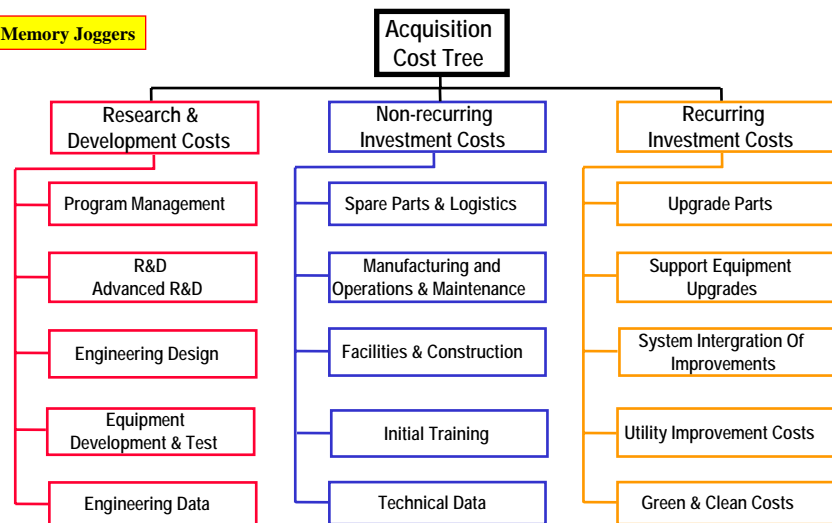 Memory Joggers
Acquisition
Cost Tree
Research &
Development Costs
Program Management
R&D
Advanced R&D
Engineering Design
Equipment
Development & Test
Engineering Data
Non-recurring
Investment Costs
Spare Parts & Logistics
Manufacturing and
Operations & Maintenance
Facilities & Construction
Initial Training
Technical Data
Recurring
Investment Costs
Upgrade Parts
Support Equipment
Upgrades
System Intergration Of
Improvements
Utility Improvement Costs
Green & Clean Costs